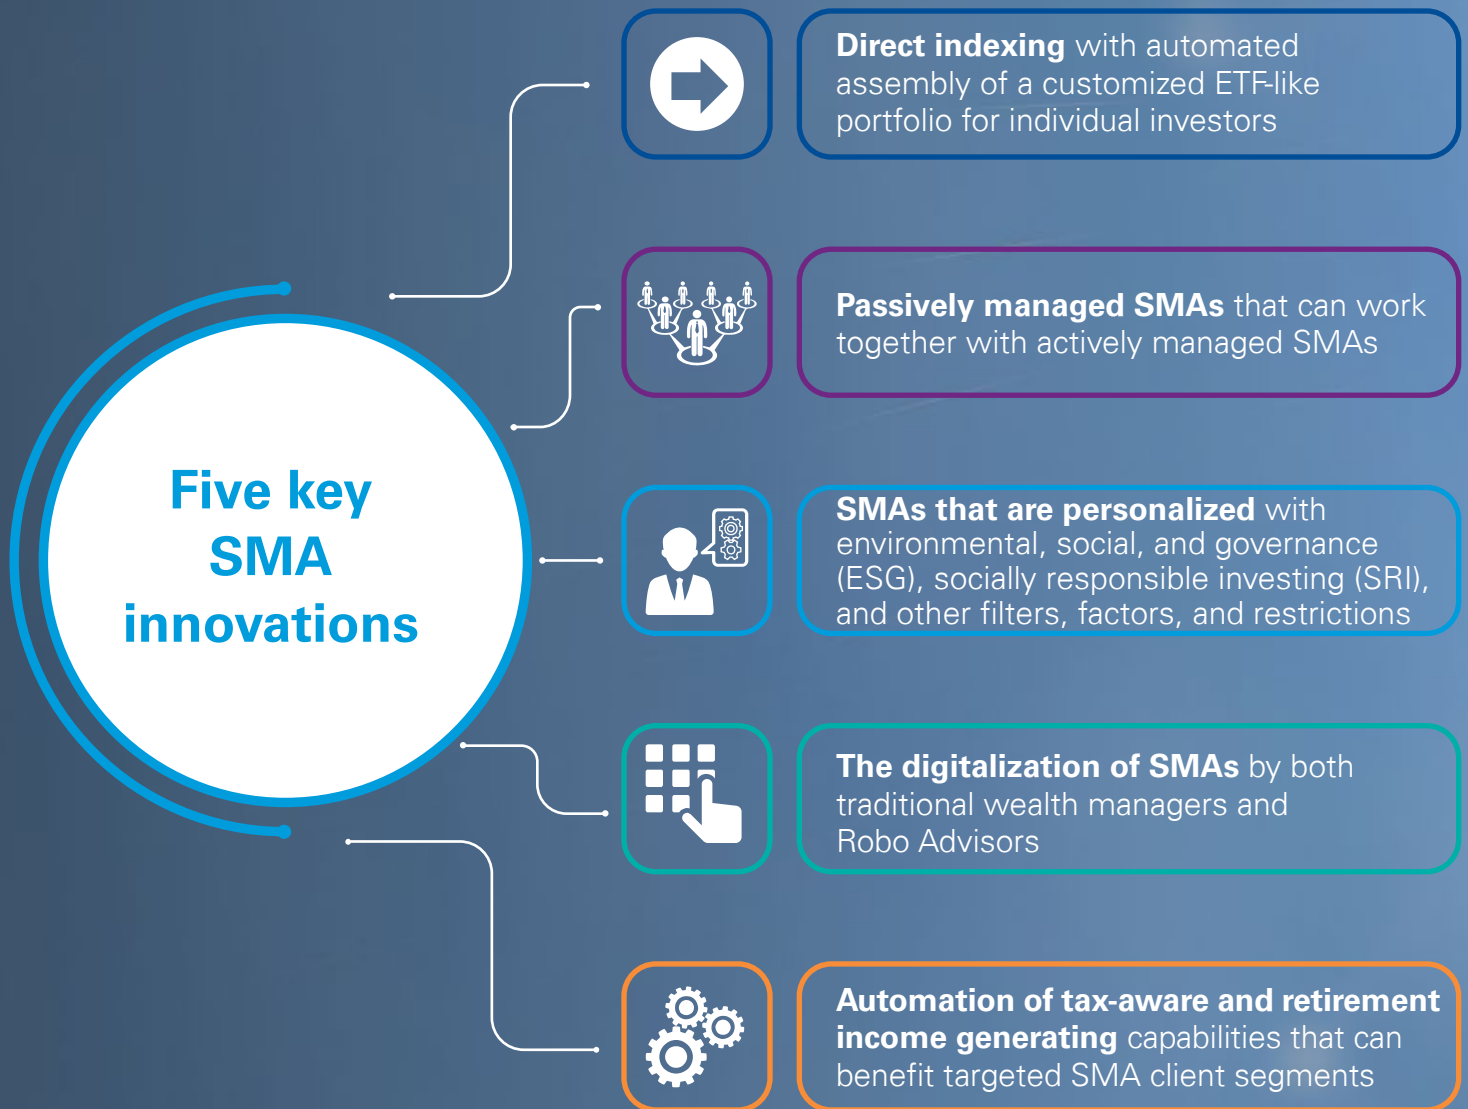 Five key
SMA
innovations
Direct indexing with automated
assembly of a customized ETF-like
portfolio for individual investors
Passively managed SMAs that can work
together with actively managed SMAs
SMAs that are personalized with
environmental, social, and governance
(ESG), socially responsible investing (SRI),
and other filters, factors, and restrictions
The digitalization of SMAs by both
traditional wealth managers and
Robo Advisors
Automation of tax-aware and retirement
income generating capabilities that can
benefit targeted SMA client segments